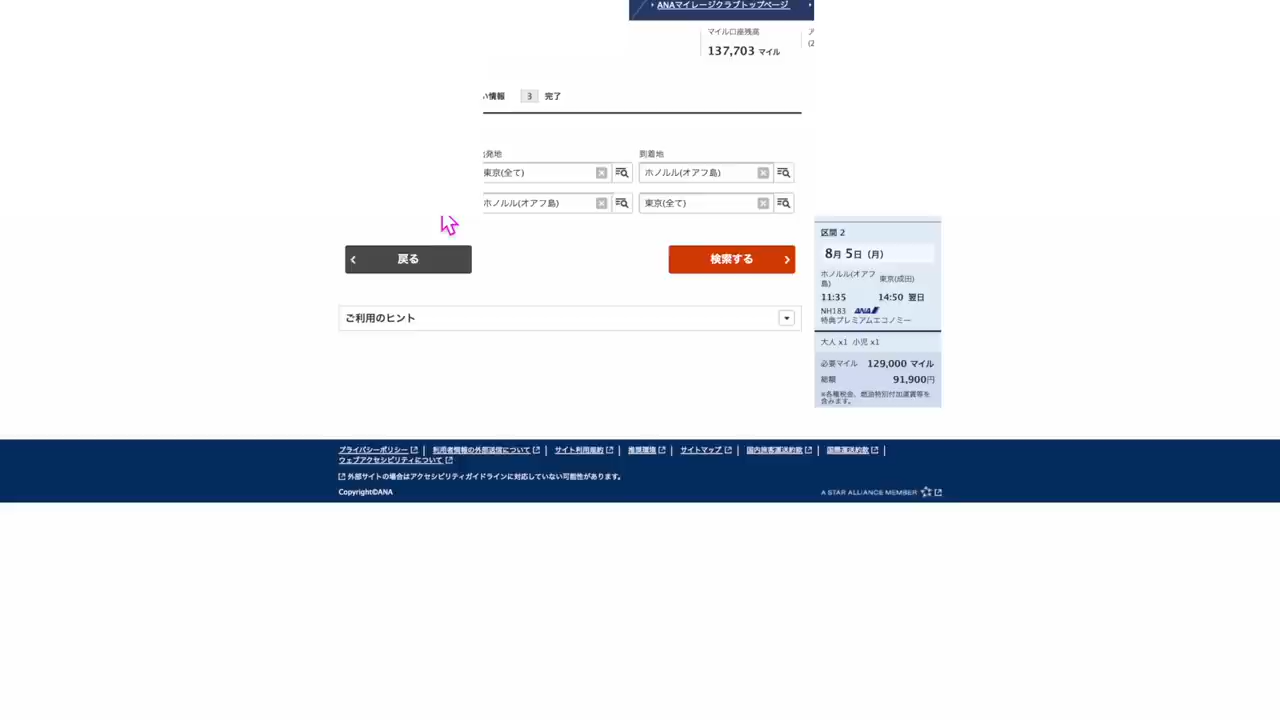 ANAマイレージクラブトップページ
マイル口座残高
137,703 マイル
い情報 3 完了
発地 到着地
東京(全て) ホノルル(オアフ島)
ホノルル(オアフ島) 東京(全て)
戻る 検索する
ご利用のヒント
区間 2
8月 5日 (月)
ホノルル(オアフ島) 東京(成田)
11:35 14:50 翌日
NH183 ANA
特典プレミアムエコノミー
大人 x1 小児 x1
必要マイル 129,000 マイル
総額 91,900円
※各種税金、燃油特別付加運賃等を
含みます。
プライバシーポリシー | 利用者情報の外部送信について | サイト利用規約 | 推奨環境 | サイトマップ | 国内旅客運送約款 | 国際運送約款 |
ウェブアクセシビリティについて
外部サイトの場合はアクセシビリティガイドラインに対応していない可能性があります。
Copyright©ANA
A STAR ALLIANCE MEMBER